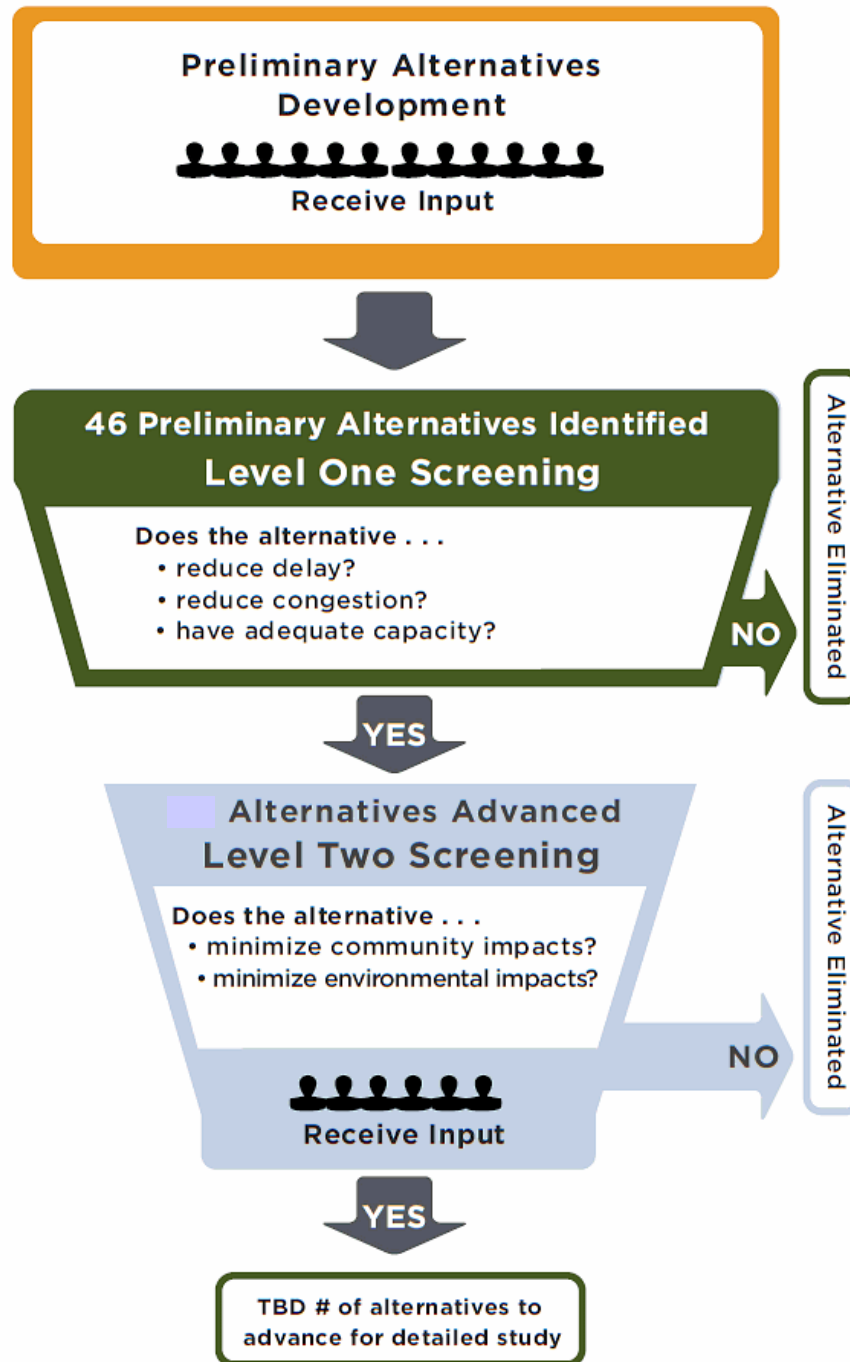 Preliminary Alternatives
Development
Receive Input
46 Preliminary Alternatives Identified
Level One Screening
Does the alternative . . .
• reduce delay?
• reduce congestion?
• have adequate capacity?
NO
Alternative Eliminated
YES
Alternatives Advanced
Level Two Screening
Does the alternative . . .
• minimize community impacts?
• minimize environmental impacts?
NO
Alternative Eliminated
Receive Input
YES
TBD # of alternatives to
advance for detailed study